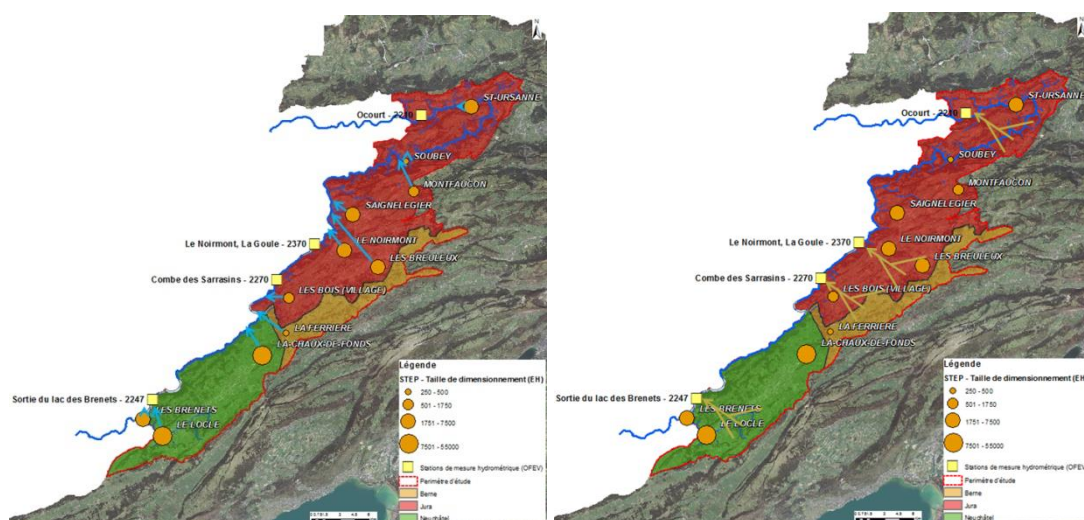 N
ST-URSANNE
Ocourt - 2210
SOUBEY
MONTFAUCON
SAIGNELEGIER
Le Noirmont, La Goule - 2370
LE NOIRMONT
LES BREULEUX
Combe des Sarrasins - 2270
LES BOIS (VILLAGE)
LA FERRIERE
LA-CHAUX-DE-FONDS
Sortie du lac des Brenets - 2247
LES BRENETS
LE LOCLE
Légende
STEP - Taille de dimensionnement (EH)
250 - 500
501 - 1750
1751 - 7500
7501 - 55000
Stations de mesure hydrométrique (OFEV)
Perimètre d'étude
Berne
Jura
Neuchâtel
N
ST-URSANNE
Ocourt - 2210
SOUBEY
MONTFAUCON
SAIGNELEGIER
Le Noirmont, La Goule - 2370
LE NOIRMONT
LES BREULEUX
Combe des Sarrasins - 2270
LES BOIS (VILLAGE)
LA FERRIERE
LA-CHAUX-DE-FONDS
Sortie du lac des Brenets - 2247
LES BRENETS
LE LOCLE
Légende
STEP - Taille de dimensionnement (EH)
250 - 500
501 - 1750
1751 - 7500
7501 - 55000
Stations de mesure hydrométrique (OFEV)
Perimètre d'étude
Berne
Jura
Neuchâtel